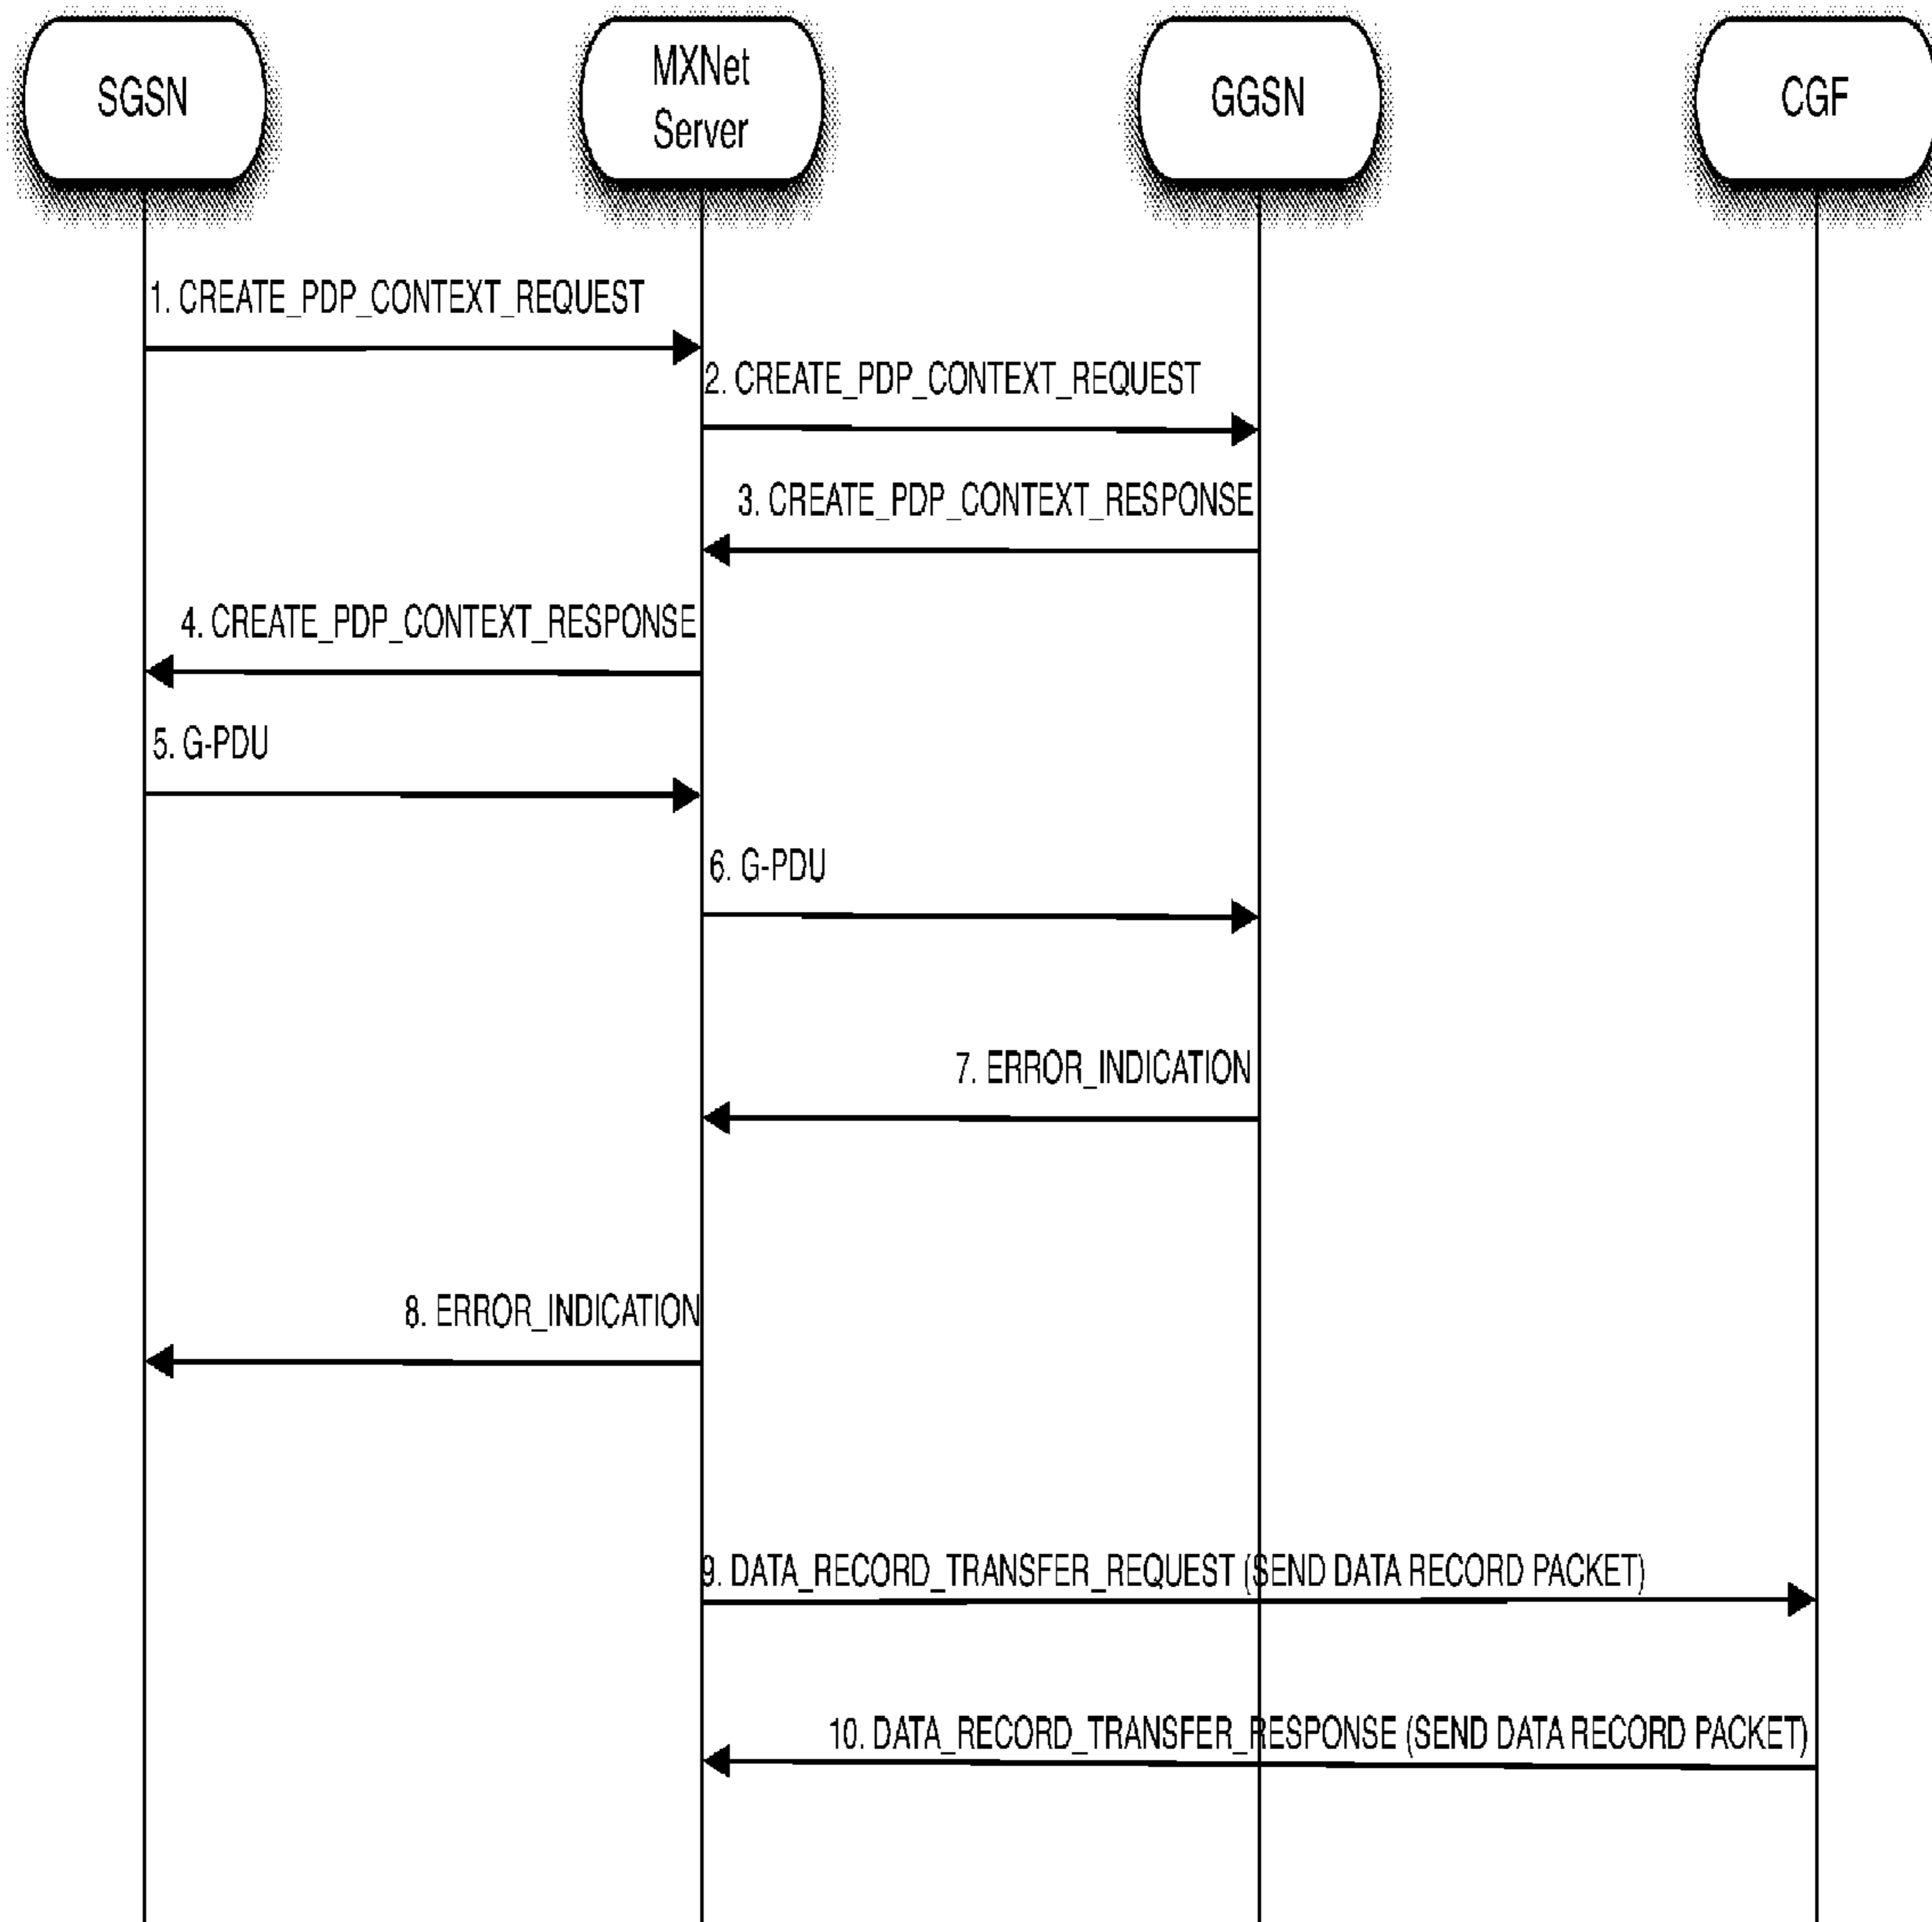 SGSN
MXNet
Server
GGSN
CGF
1. CREATE_PDP_CONTEXT_REQUEST
2. CREATE_PDP_CONTEXT_REQUEST
3. CREATE_PDP_CONTEXT_RESPONSE
4. CREATE_PDP_CONTEXT_RESPONSE
5. G-PDU
6. G-PDU
7. ERROR_INDICATION
8. ERROR_INDICATION
9. DATA_RECORD_TRANSFER_REQUEST (SEND DATA RECORD PACKET)
10. DATA_RECORD_TRANSFER_RESPONSE (SEND DATA RECORD PACKET)